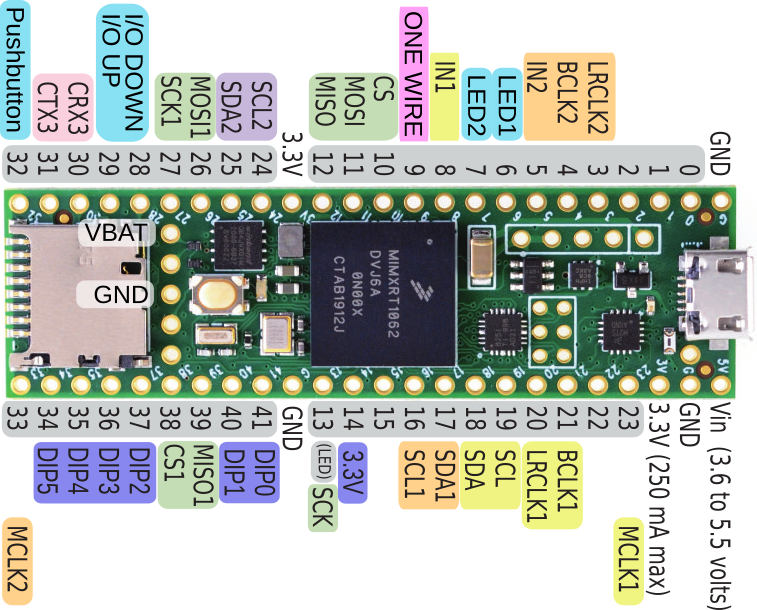 Pushbutton
CTX3
CRX3
I/O UP
I/O DOWN
SCK1
MOSI1
SDA2
SCL2
3.3V
MISO
MOSI
CS
ONE WIRE
IN1
LED2
LED1
IN2
BCLK2
LRCLK2
GND
32
31
30
29
28
27
26
25
24
12
11
10
9
8
7
6
5
4
3
2
1
0
VBAT
GND
MIMXRT1062
DVJ6A
0N00X
CTAB1912J
5V
3V
G
33
34
35
36
37
38
39
40
41
GND
13
14
15
16
17
18
19
20
21
22
23
3.3V (250 mA max)
GND
Vin (3.6 to 5.5 volts)
DIP5
DIP4
DIP3
DIP2
CS1
MISO1
DIP1
DIP0
(LED)
SCK
3.3V
SCL1
SDA1
SDA
SCL
LRCLK1
BCLK1
MCLK1
MCLK2